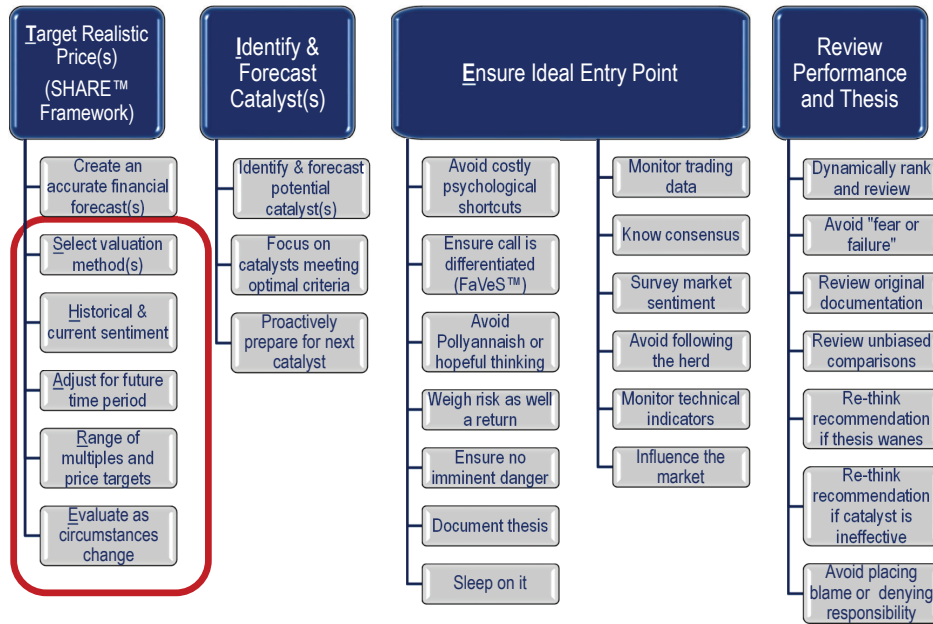 Target Realistic
Price(s)
(SHARE™
Framework)
Create an
accurate financial
forecast(s)
Select valuation
method(s)
Historical &
current sentiment
Adjust for future
time period
Range of
multiples and
price targets
Evaluate as
circumstances
change
Identify &
Forecast
Catalyst(s)
Identify & forecast
potential
catalyst(s)
Focus on
catalysts meeting
optimal criteria
Proactively
prepare for next
catalyst
Ensure Ideal Entry Point
Avoid costly
psychological
shortcuts
Ensure call is
differentiated
(FaVeS™)
Avoid
Pollyannaish or
hopeful thinking
Weigh risk as well
a return
Ensure no
imminent danger
Document thesis
Sleep on it
Monitor trading
data
Know consensus
Survey market
sentiment
Avoid following
the herd
Monitor technical
indicators
Influence the
market
Review
Performance
and Thesis
Dynamically rank
and review
Avoid "fear or
failure"
Review original
documentation
Review unbiased
comparisons
Re-think
recommendation
if thesis wanes
Re-think
recommendation
if catalyst is
ineffective
Avoid placing
blame or denying
responsibility